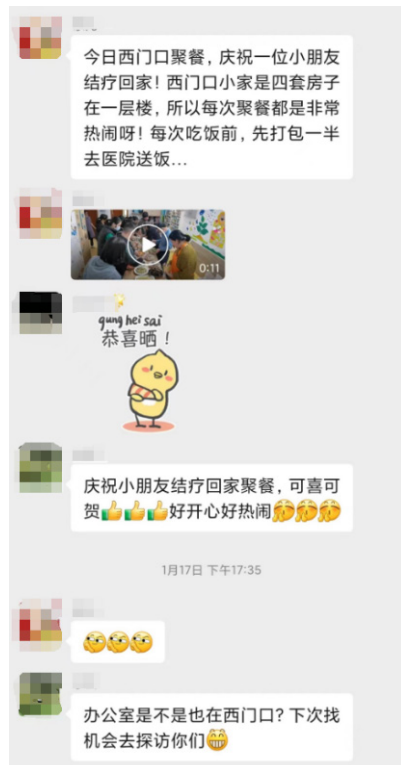 今日西门口聚餐，庆祝一位小朋友
结疗回家！西门口小家是四套房子
在一层楼，所以每次聚餐都是非常
热闹呀！每次吃饭前，先打包一半
去医院送饭...
0:11
gung hei sai
恭喜晒！
庆祝小朋友结疗回家聚餐，可喜可
贺👍👍👍好开心好热闹
1月17日 下午17:35
办公室是不是也在西门口？下次找
机会去探访你们😁